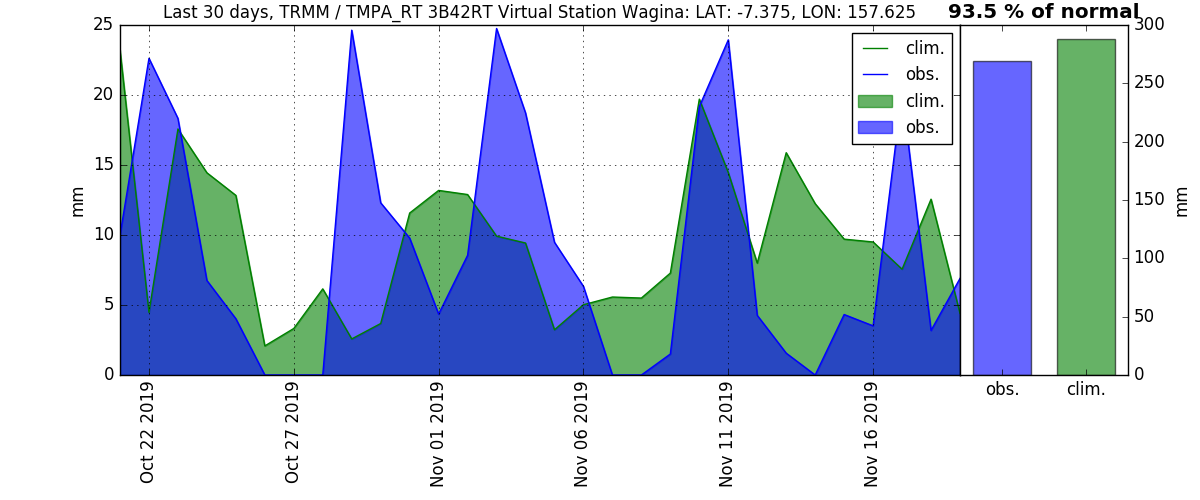 Last 30 days, TRMM / TMPA_RT 3B42RT Virtual Station Wagina: LAT: -7.375, LON: 157.625
93.5 % of normal
25
20
15
10
5
0
mm
clim.
obs.
clim.
obs.
Oct 22 2019
Oct 27 2019
Nov 01 2019
Nov 06 2019
Nov 11 2019
Nov 16 2019
300
250
200
150
100
50
0
mm
obs.
clim.